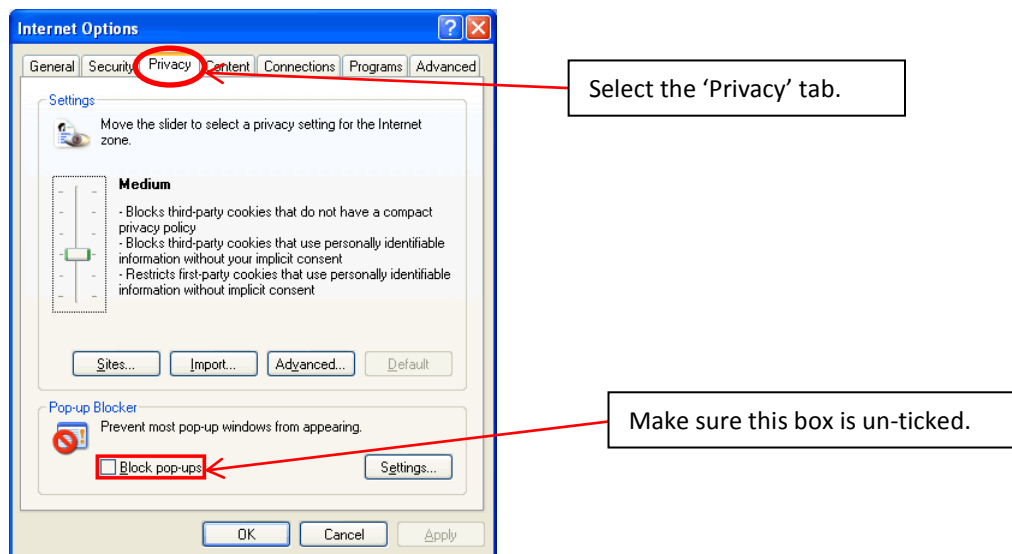 Internet Options
General Security Privacy Content Connections Programs Advanced
Select the ‘Privacy’ tab.
Settings
Move the slider to select a privacy setting for the Internet
zone.
Medium
- Blocks third-party cookies that do not have a compact
privacy policy
- Blocks third-party cookies that use personally identifiable
information without your implicit consent
- Restricts first-party cookies that use personally identifiable
information without implicit consent
Sites... Import... Advanced... Default
Pop-up Blocker
Prevent most pop-up windows from appearing.
Make sure this box is un-ticked.
Block pop-ups Settings...
OK Cancel Apply